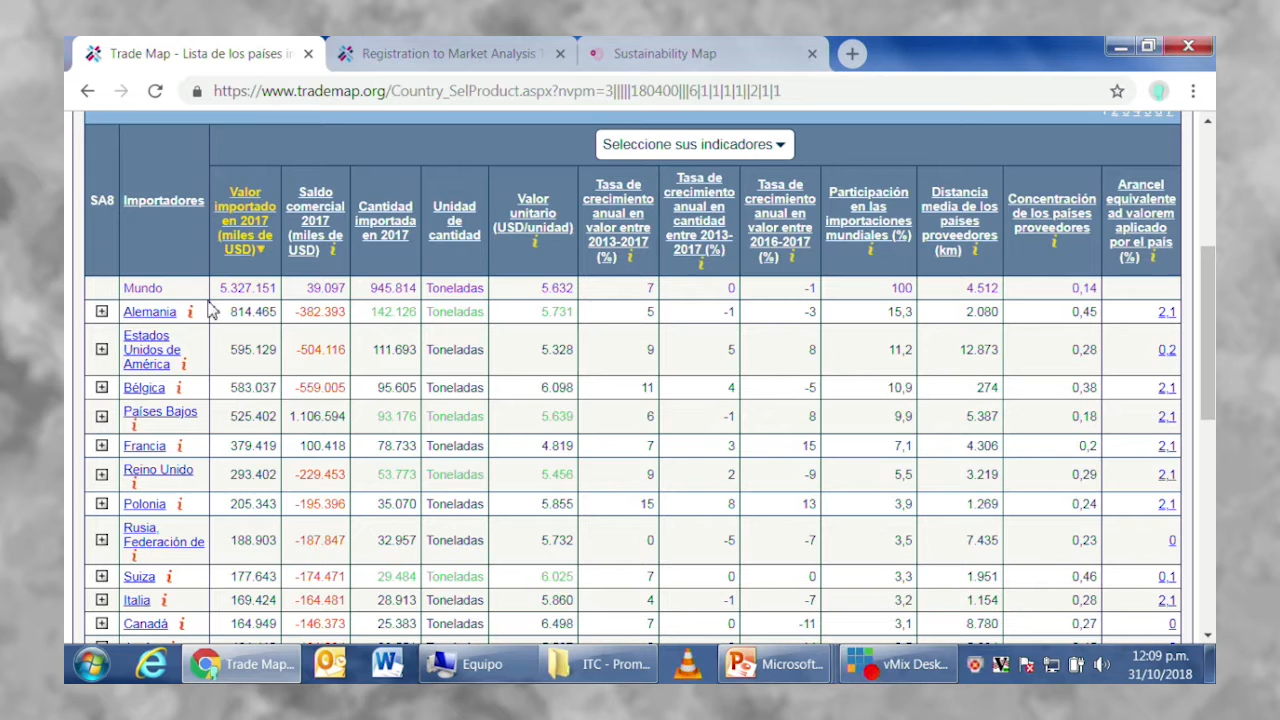 Trade Map - Lista de los países i
Registration to Market Analysis
Sustainability Map
https://www.trademap.org/Country_SelProduct.aspx?nvpm=3|||||180400|||6|1|1|1|1||2|1|1
Seleccione sus indicadores
SA8
Importadores
Valor
importado
en 2017
(miles de
USD)▼
Saldo
comercial
2017
(miles de
USD) i
Cantidad
importada
en 2017
Unidad
de
cantidad
Valor
unitario
(USD/unidad)
i
Tasa de
crecimiento
anual en
valor entre
2013-2017
(%) i
Tasa de
crecimiento
anual en
cantidad
entre 2013-
2017 (%)
i
Tasa de
crecimiento
anual en
valor entre
2016-2017
(%) i
Participación
en las
importaciones
mundiales (%)
i
Distancia
media de los
países
proveedores
(km) i
Concentración
de los países
proveedores
i
Arancel
equivalente
ad valorem
aplicado
por el país
(%) i
Mundo 5.327.151 39.097 945.814 Toneladas 5.632 7 0 -1 100 4.512 0,14
Alemania i 814.465 -382.393 142.126 Toneladas 5.731 5 -1 -3 15,3 2.080 0,45 2,1
Estados
Unidos de
América i
595.129 -504.116 111.693 Toneladas 5.328 9 5 8 11,2 12.873 0,28 0,2
Bélgica i 583.037 -559.005 95.605 Toneladas 6.098 11 4 -5 10,9 274 0,38 2,1
Países Bajos
i
525.402 1.106.594 93.176 Toneladas 5.639 6 -1 8 9,9 5.387 0,18 2,1
Francia i 379.419 100.418 78.733 Toneladas 4.819 7 3 15 7,1 4.306 0,2 2,1
Reino Unido
i
293.402 -229.453 53.773 Toneladas 5.456 9 2 -9 5,5 3.219 0,29 2,1
Polonia i 205.343 -195.396 35.070 Toneladas 5.855 15 8 13 3,9 1.269 0,24 2,1
Rusia,
Federación de
i
188.903 -187.847 32.957 Toneladas 5.732 0 -5 -7 3,5 7.435 0,23 0
Suiza i 177.643 -174.471 29.484 Toneladas 6.025 7 0 0 3,3 1.951 0,46 0,1
Italia i 169.424 -164.481 28.913 Toneladas 5.860 4 -1 -7 3,2 1.154 0,28 2,1
Canadá i 164.949 -146.373 25.383 Toneladas 6.498 7 0 -11 3,1 8.780 0,27 0
Trade Map...
Equipo
ITC - Prom...
Microsoft...
vMix Desk...
12:09 p.m.
31/10/2018